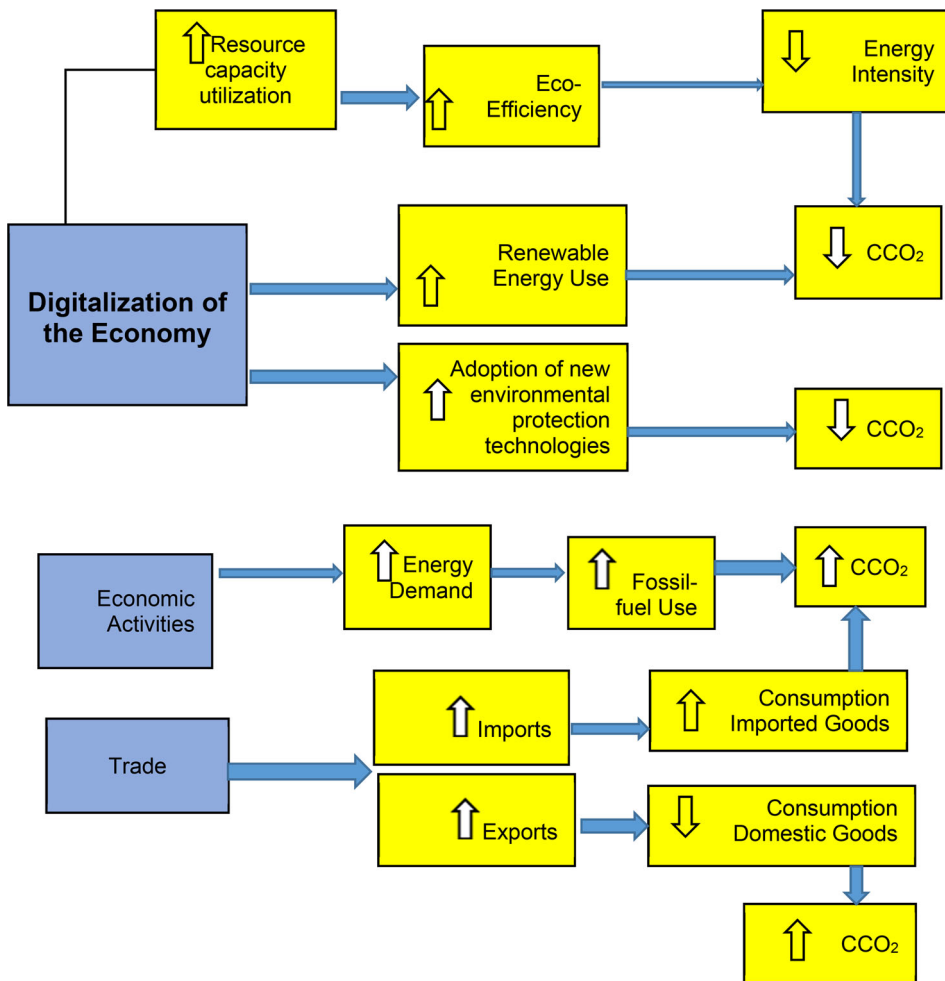 Resource
capacity
utilization
Eco-
Efficiency
Energy
Intensity
Digitalization of
the Economy
Renewable
Energy Use
CCO₂
Adoption of new
environmental
protection
technologies
CCO₂
Economic
Activities
Energy
Demand
Fossil-
fuel Use
CCO₂
Trade
Imports
Consumption
Imported Goods
Exports
Consumption
Domestic Goods
CCO₂